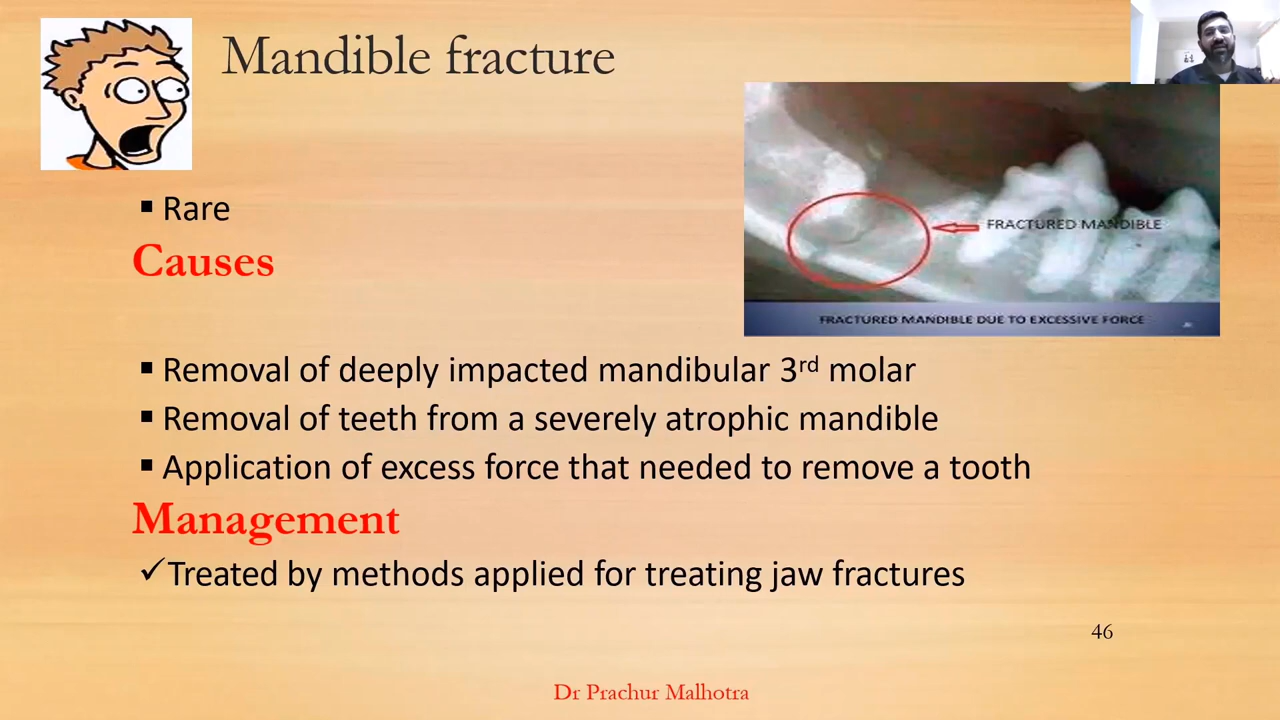 Mandible fracture
▪ Rare
Causes
FRACTURED MANDIBLE
FRACTURED MANDIBLE DUE TO EXCESSIVE FORCE
▪ Removal of deeply impacted mandibular 3rd molar
▪ Removal of teeth from a severely atrophic mandible
▪ Application of excess force that needed to remove a tooth
Management
✓Treated by methods applied for treating jaw fractures
46
Dr Prachur Malhotra